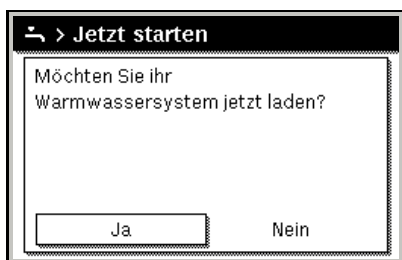 > Jetzt starten
Möchten Sie ihr
Warmwassersystem jetzt laden?
Ja
Nein